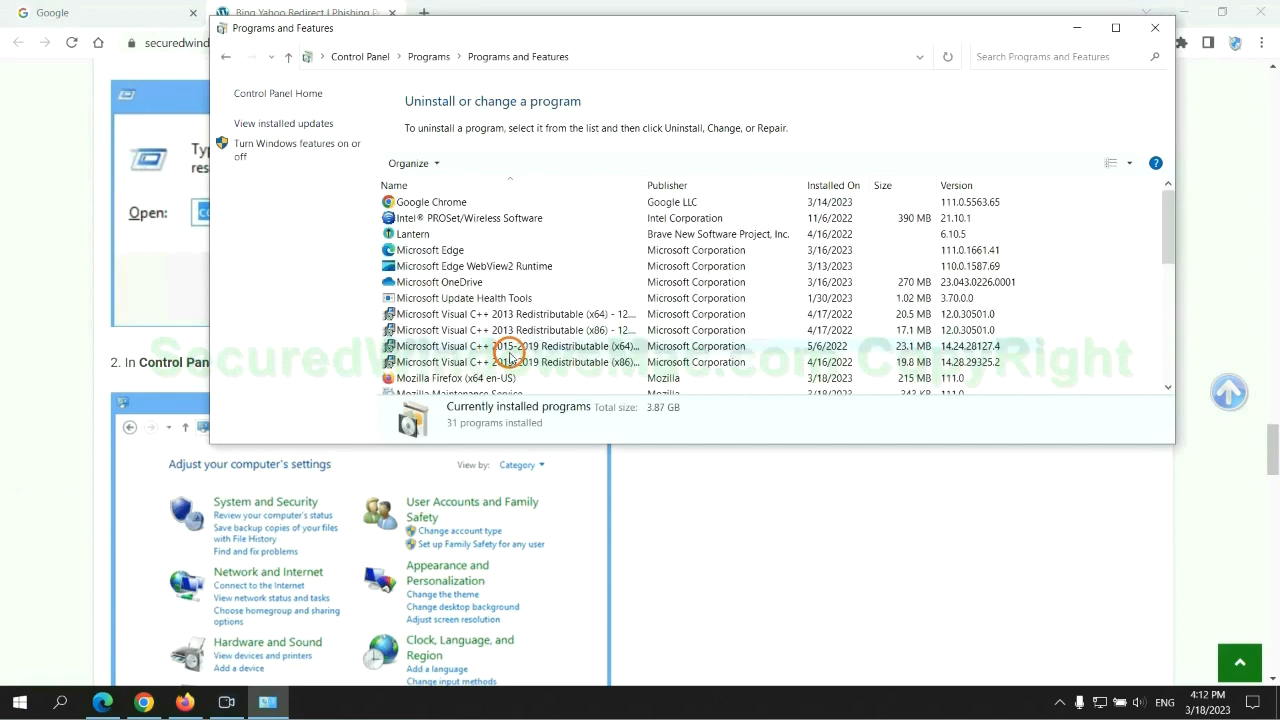 Google
Bing Yahoo Redirect | Phishing P
securedwind
Programs and Features
Control Panel
Programs
Programs and Features
Search Programs and Features
Control Panel Home
View installed updates
Turn Windows features on or
off
Uninstall or change a program
To uninstall a program, select it from the list and then click Uninstall, Change, or Repair.
Organize
Name Publisher Installed On Size Version
Google Chrome Google LLC 3/14/2023 111.0.5563.65
Intel® PROSet/Wireless Software Intel Corporation 11/6/2022 390 MB 21.10.1
Lantern Brave New Software Project, Inc. 4/16/2022 6.10.5
Microsoft Edge Microsoft Corporation 3/16/2023 111.0.1661.41
Microsoft Edge WebView2 Runtime Microsoft Corporation 3/13/2023 110.0.1587.69
Microsoft OneDrive Microsoft Corporation 3/16/2023 270 MB 23.043.0226.0001
Microsoft Update Health Tools Microsoft Corporation 1/30/2023 1.02 MB 3.70.0.0
Microsoft Visual C++ 2013 Redistributable (x64) - 12.... Microsoft Corporation 4/17/2022 20.5 MB 12.0.30501.0
Microsoft Visual C++ 2013 Redistributable (x86) - 12.... Microsoft Corporation 4/17/2022 17.1 MB 12.0.30501.0
Microsoft Visual C++ 2015-2019 Redistributable (x64)... Microsoft Corporation 5/6/2022 23.1 MB 14.24.28127.4
Microsoft Visual C++ 2015-2019 Redistributable (x86)... Microsoft Corporation 4/16/2022 19.8 MB 14.28.29325.2
Mozilla Firefox (x64 en-US) Mozilla 3/18/2023 215 MB 111.0
Mozilla Maintenance Service Mozilla 3/18/2023 343 KB 111.0
Currently installed programs Total size: 3.87 GB
31 programs installed
Ty
res
Open:
2. In Control Pan
Adjust your computer's settings
View by: Category
System and Security
Review your computer's status
Save backup copies of your files
with File History
Find and fix problems
Network and Internet
Connect to the Internet
View network status and tasks
Choose homegroup and sharing
options
Hardware and Sound
View devices and printers
Add a device
User Accounts and Family
Safety
Change account type
Set up Family Safety for any user
Appearance and
Personalization
Change the theme
Change desktop background
Adjust screen resolution
Clock, Language, and
Region
Add a language
Change input methods
ENG
4:12 PM
3/18/2023